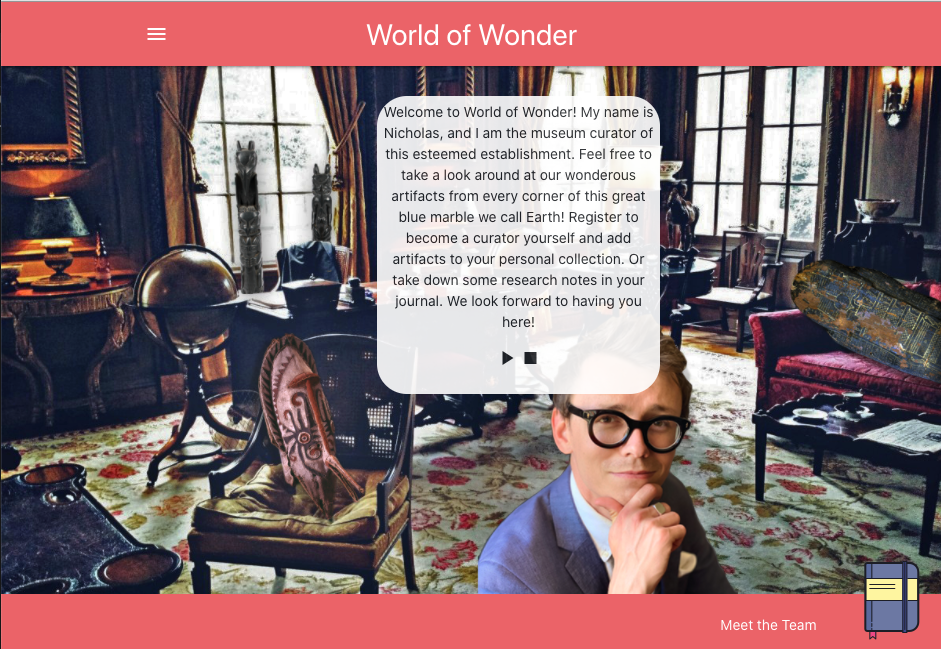 World of Wonder
Welcome to World of Wonder! My name is
Nicholas, and I am the museum curator of
this esteemed establishment. Feel free to
take a look around at our wonderous
artifacts from every corner of this great
blue marble we call Earth! Register to
become a curator yourself and add
artifacts to your personal collection. Or
take down some research notes in your
journal. We look forward to having you
here!
Meet the Team